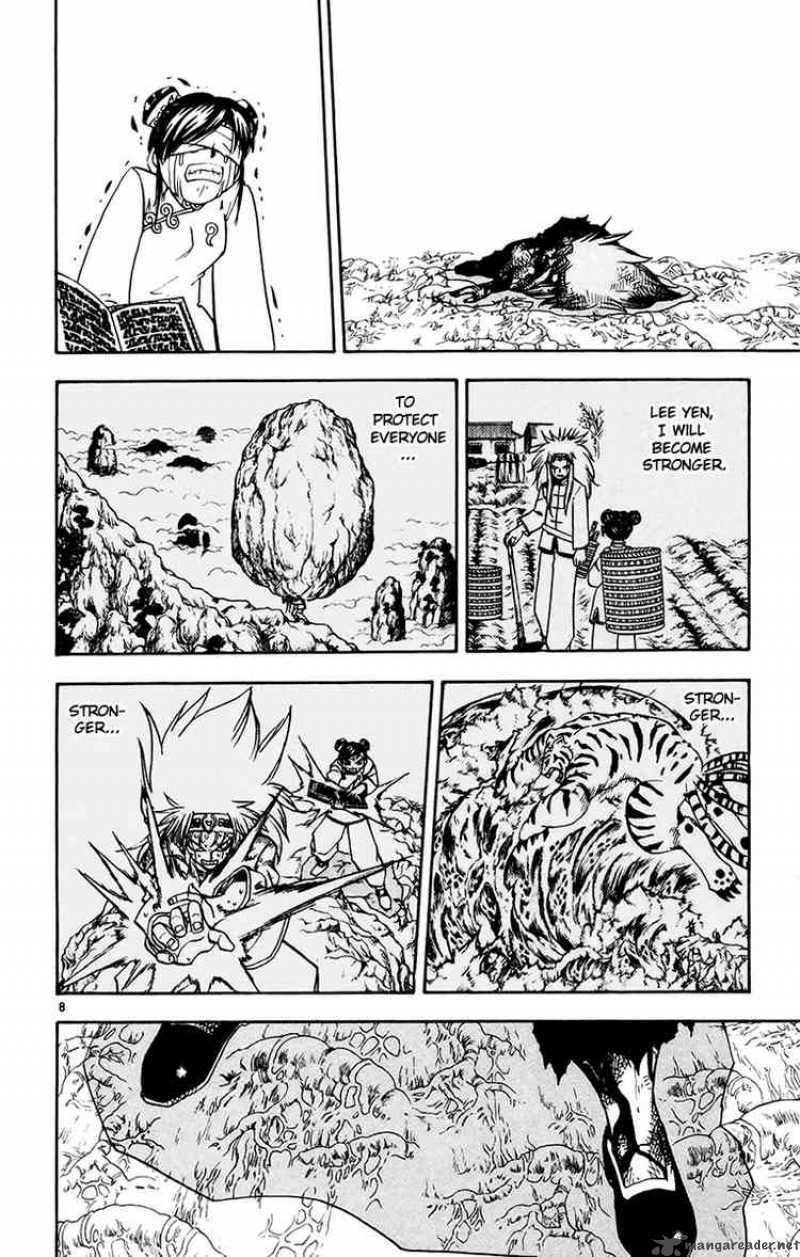 LEE YEN,
I WILL
BECOME
STRONGER.
TO
PROTECT
EVERYONE
...
STRON-
GER...
STRON-
GER...
8
mangareader.net